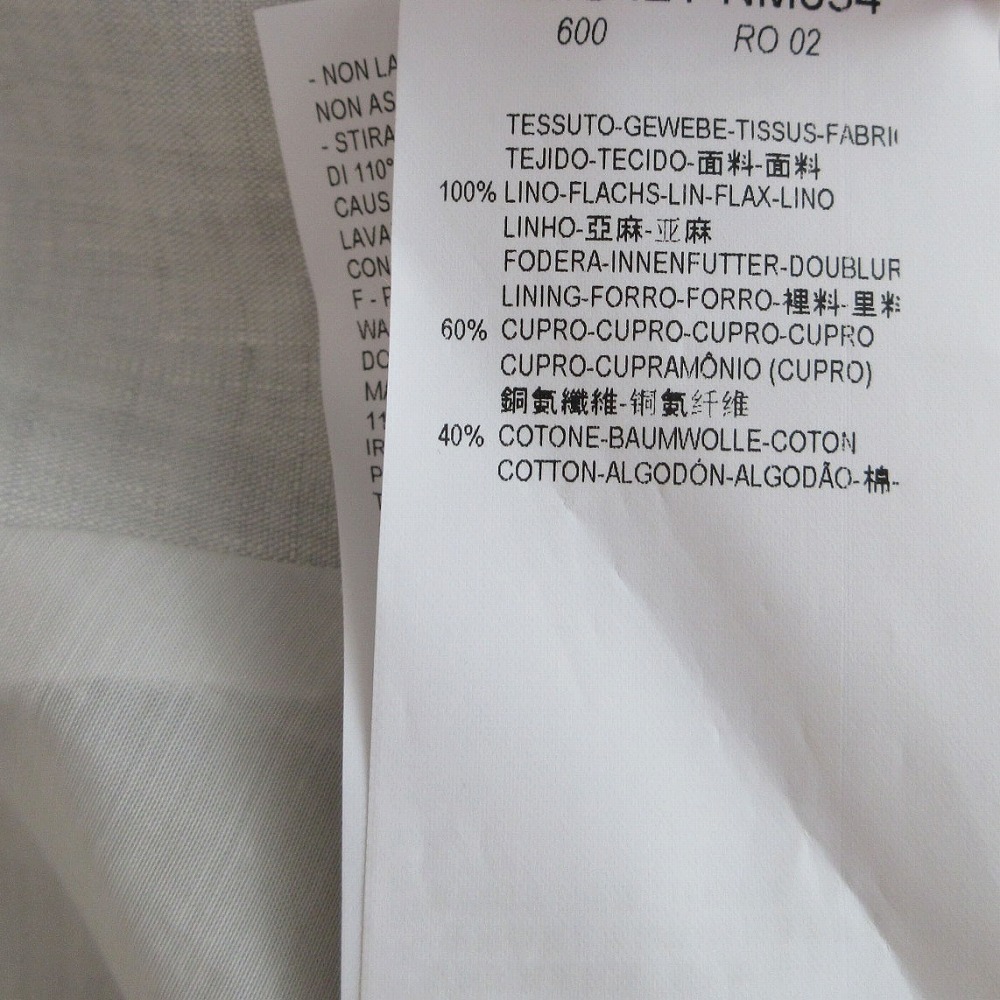 - NON LA
NON AS
- STIRA
DI 110°
CAUS
LAVA
CON
F - F
WA
DO
MA
11
IR
P
T
600 RO 02
TESSUTO-GEWEBE-TISSUS-FABRI
TEJIDO-TECIDO-面料-面料
100% LINO-FLACHS-LIN-FLAX-LINO
LINHO-亞麻-亚麻
FODERA-INNENFUTTER-DOUBLUR
LINING-FORRO-FORRO-裡料-里料
60% CUPRO-CUPRO-CUPRO-CUPRO
CUPRO-CUPRAMÔNIO (CUPRO)
銅氨纖維-铜氨纤维
40% COTONE-BAUMWOLLE-COTON
COTTON-ALGODÓN-ALGODÃO-棉-